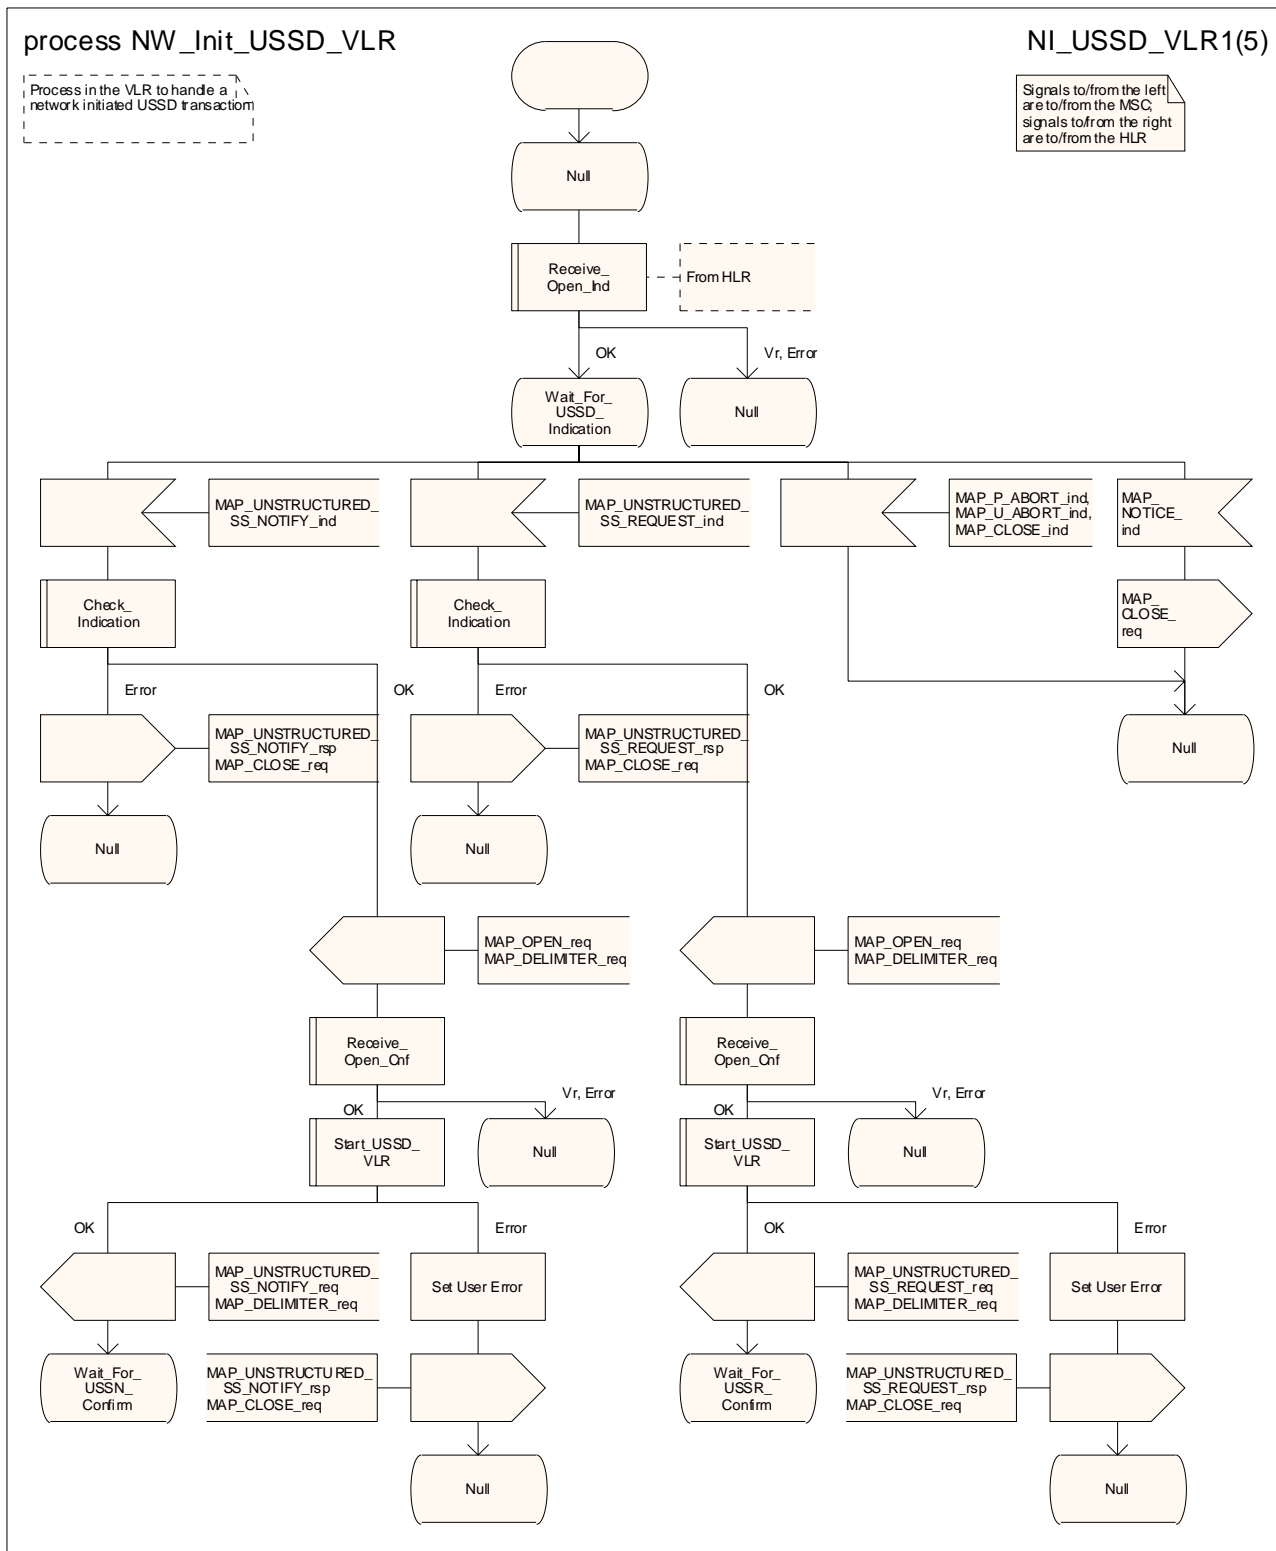 process NW_Init_USSD_VLR
NI_USSD_VLR1(5)
Process in the VLR to handle a
network initiated USSD transaction
Signals to/from the left
are to/from the MSC;
signals to/from the right
are to/from the HLR
Null
Receive_
Open_Ind
From HLR
OK
Vr, Error
Wait_For_
USSD_
Indication
Null
MAP_UNSTRUCTURED_
SS_NOTIFY_ind
MAP_UNSTRUCTURED_
SS_REQUEST_ind
MAP_P_ABORT_ind,
MAP_U_ABORT_ind,
MAP_CLOSE_ind
MAP_
NOTICE_
ind
Check_
Indication
Check_
Indication
MAP_
CLOSE_
req
Error
OK
Error
OK
MAP_UNSTRUCTURED_
SS_NOTIFY_rsp
MAP_CLOSE_req
MAP_UNSTRUCTURED_
SS_REQUEST_rsp
MAP_CLOSE_req
Null
Null
Null
MAP_OPEN_req
MAP_DELIMITER_req
MAP_OPEN_req
MAP_DELIMITER_req
Receive_
Open_Cnf
Receive_
Open_Cnf
OK
Vr, Error
OK
Vr, Error
Start_USSD_
VLR
Null
Start_USSD_
VLR
Null
OK
Error
OK
Error
MAP_UNSTRUCTURED_
SS_NOTIFY_req
MAP_DELIMITER_req
Set User Error
MAP_UNSTRUCTURED_
SS_REQUEST_req
MAP_DELIMITER_req
Set User Error
Wait_For_
USSN_
Confirm
MAP_UNSTRUCTURED_
SS_NOTIFY_rsp
MAP_CLOSE_req
Wait_For_
USSR_
Confirm
MAP_UNSTRUCTURED_
SS_REQUEST_rsp
MAP_CLOSE_req
Null
Null